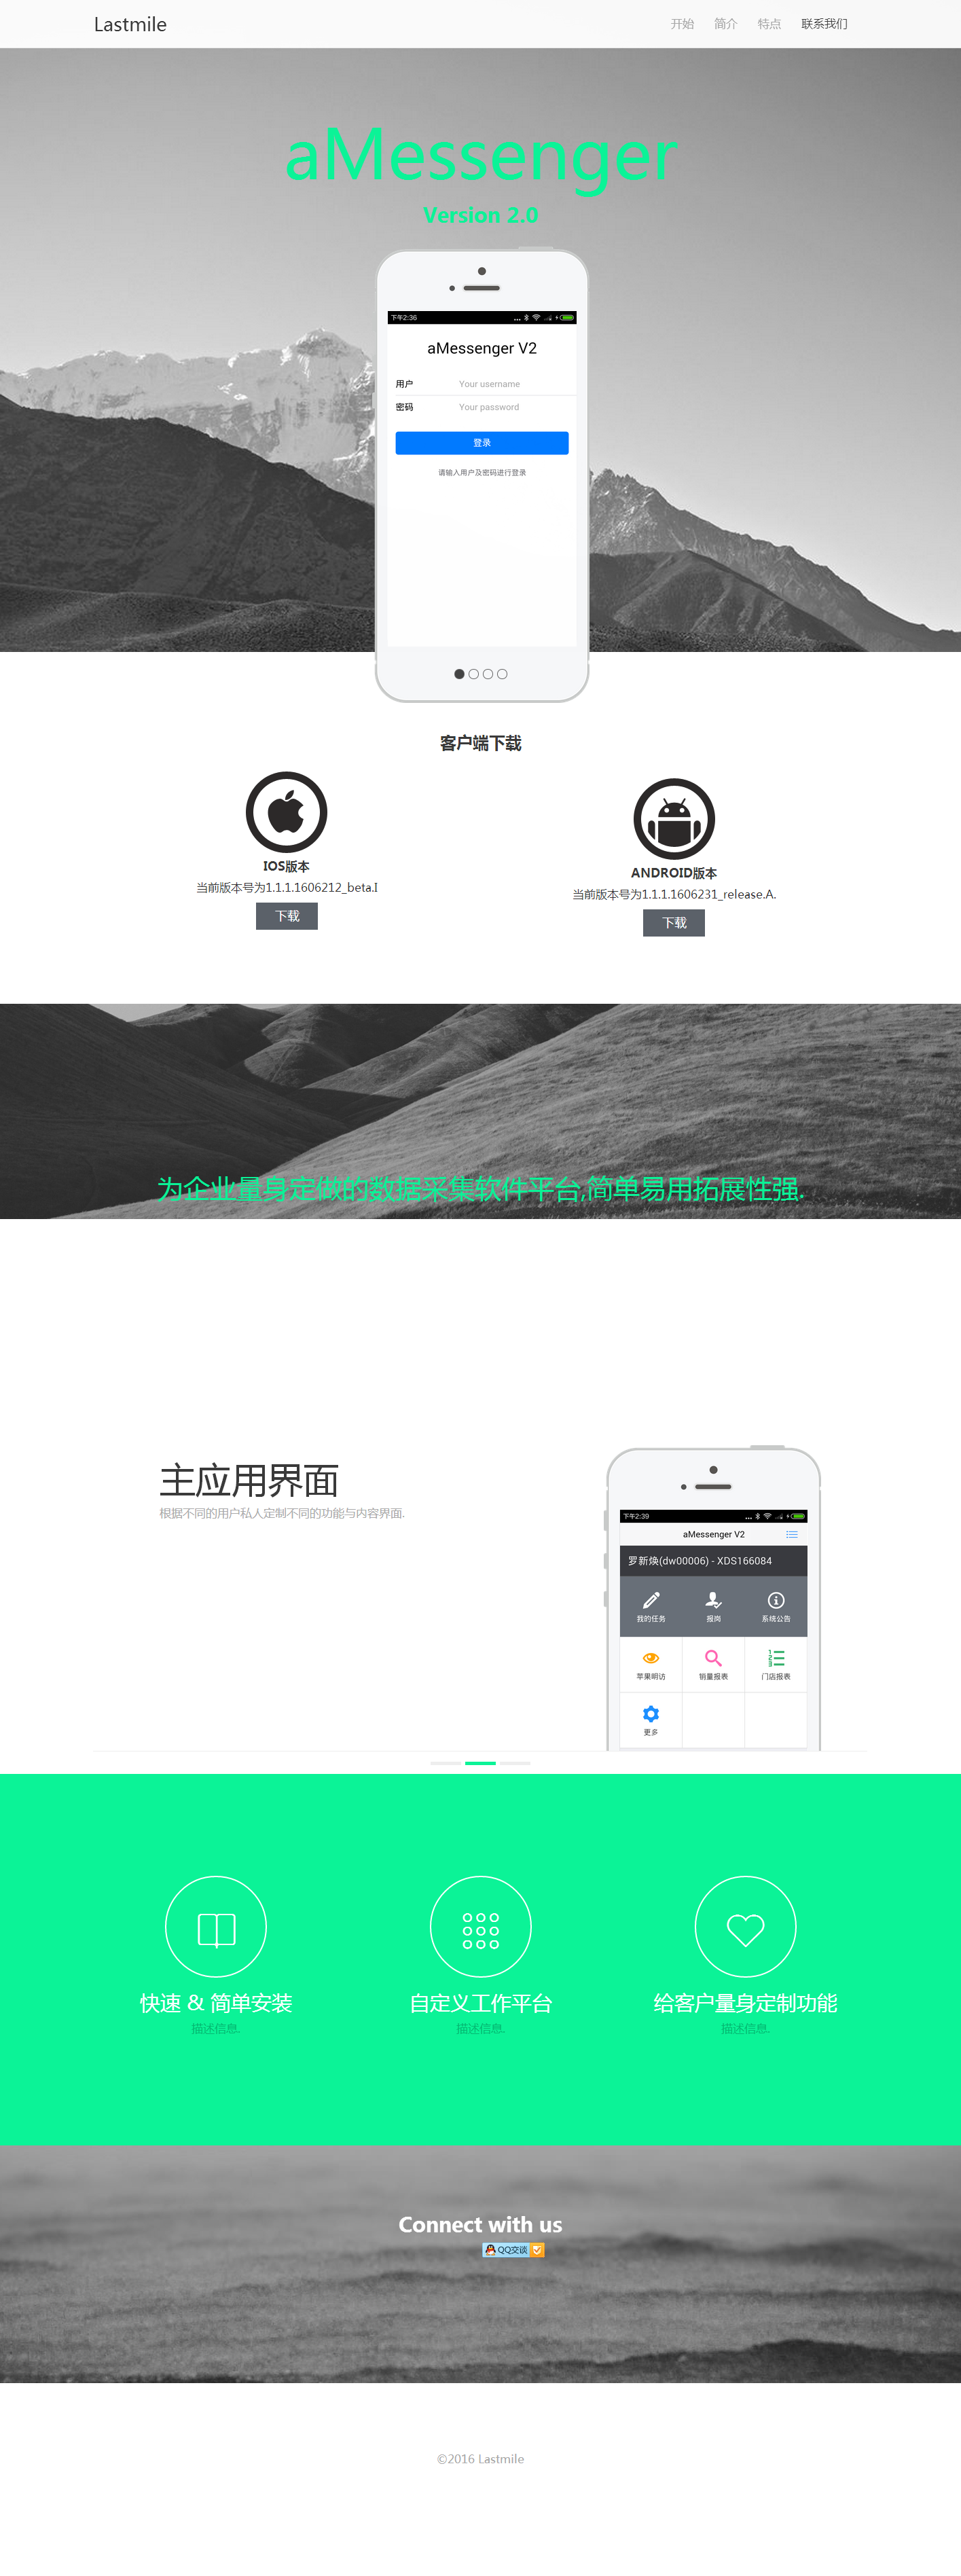 Lastmile
开始 简介 特点 联系我们
aMessenger
Version 2.0
下午2:36
aMessenger V2
用户 Your username
密码 Your password
登录
请输入用户及密码进行登录
客户端下载
IOS版本
当前版本号为1.1.1.1606212_beta.I
下载
ANDROID版本
当前版本号为1.1.1.1606231_release.A.
下载
为企业量身定做的数据采集软件平台,简单易用拓展性强.
主应用界面
根据不同的用户私人定制不同的功能与内容界面.
下午2:39
aMessenger V2
罗新焕(dw00006) - XDS166084
我的任务 报岗 系统公告
苹果明访 销量报表 门店报表
更多
快速 & 简单安装
描述信息.
自定义工作平台
描述信息.
给客户量身定制功能
描述信息.
Connect with us
QQ交谈
©2016 Lastmile